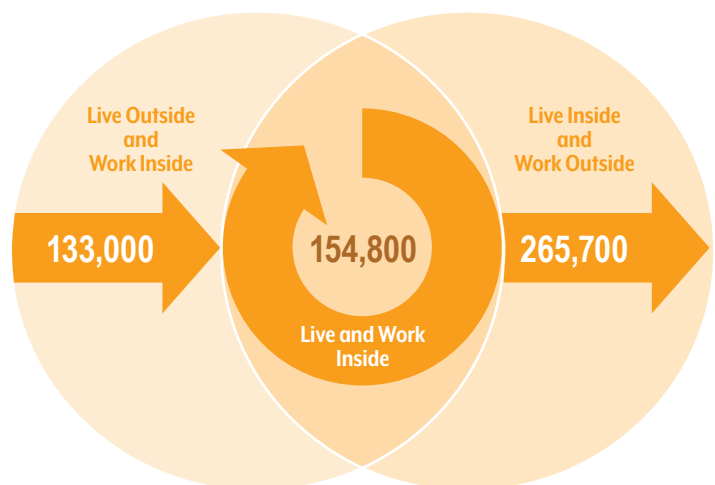 Live Outside
and
Work Inside
133,000
154,800
Live and Work
Inside
Live Inside
and
Work Outside
265,700